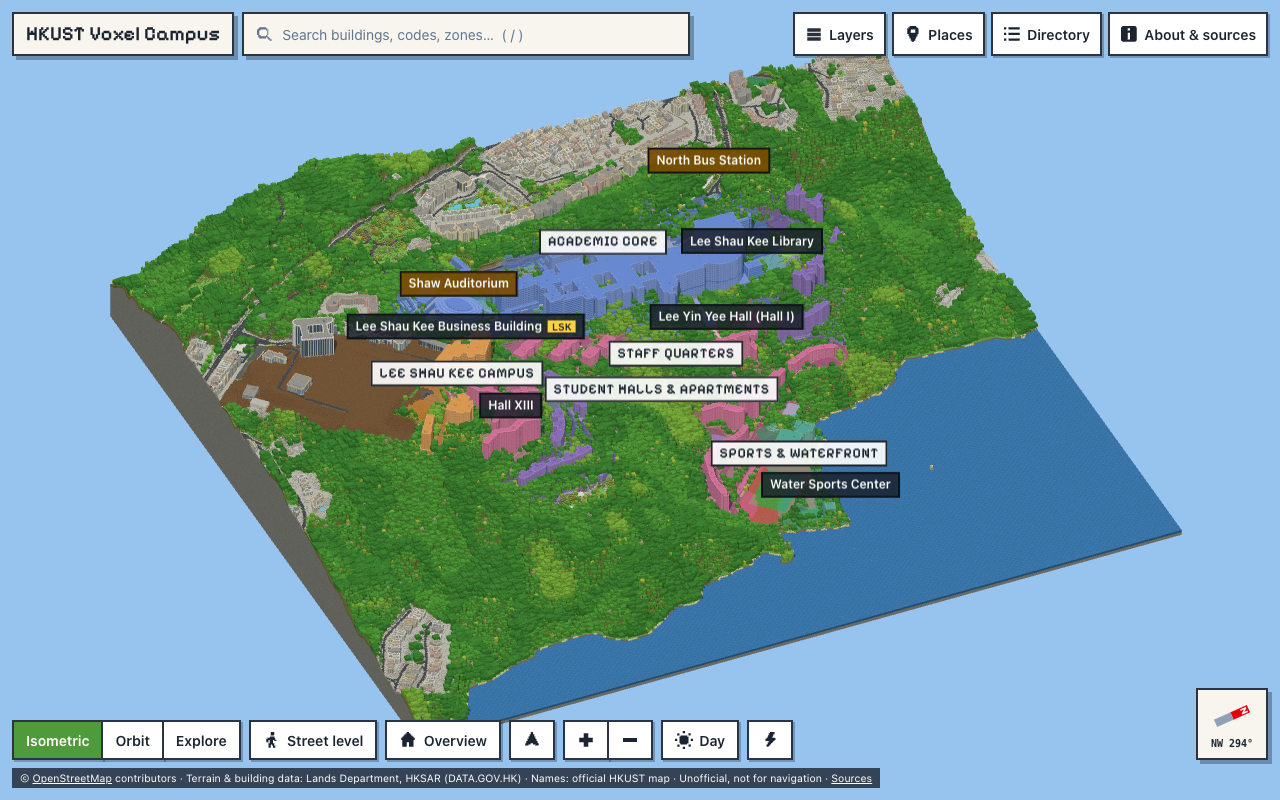 HKUST Voxel Campus
Search buildings, codes, zones… ( / )
Layers
Places
Directory
About & sources
North Bus Station
ACADEMIC CORE
Lee Shau Kee Library
Shaw Auditorium
Lee Yin Yee Hall (Hall I)
Lee Shau Kee Business Building LSK
STAFF QUARTERS
LEE SHAU KEE CAMPUS
STUDENT HALLS & APARTMENTS
Hall XIII
SPORTS & WATERFRONT
Water Sports Center
N
NW 294°
Isometric
Orbit
Explore
Street level
Overview
Day
© OpenStreetMap contributors · Terrain & building data: Lands Department, HKSAR (DATA.GOV.HK) · Names: official HKUST map · Unofficial, not for navigation · Sources